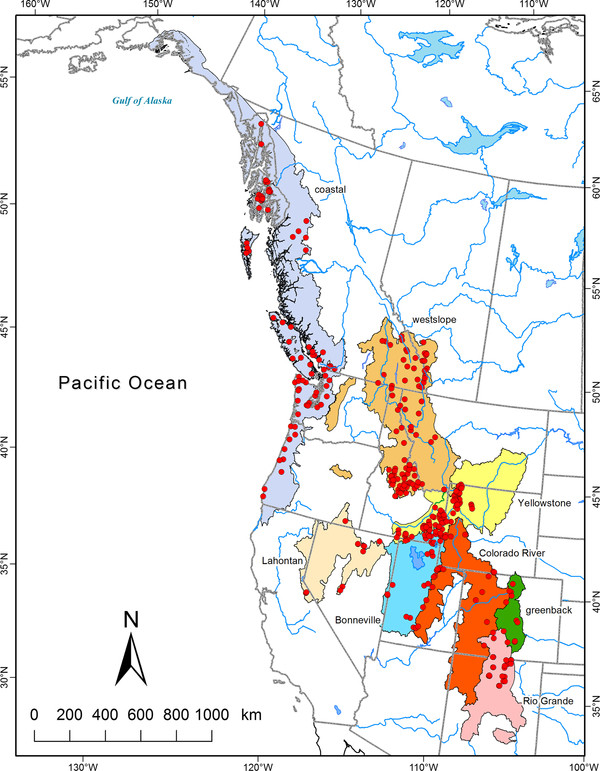 160°W 150°W 140°W 130°W 120°W 110°W
55°N
65°N
Gulf of Alaska
60°N
coastal
50°N
55°N
westslope
45°N
Pacific Ocean
50°N
40°N
45°N
Yellowstone
Colorado River
Lahontan
35°N
40°N
greenback
Bonneville
N
30°N
Rio Grande
35°N
0 200 400 600 800 1000 km
130°W 120°W 110°W 100°W